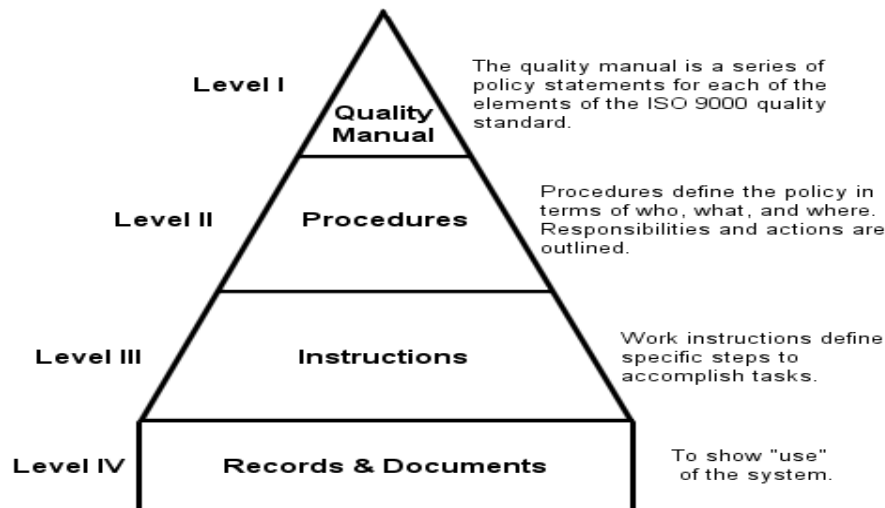 Level I
Quality
Manual
The quality manual is a series of
policy statements for each of the
elements of the ISO 9000 quality
standard.
Level II
Procedures
Procedures define the policy in
terms of who, what, and where.
Responsibilities and actions are
outlined.
Level III
Instructions
Work instructions define
specific steps to
accomplish tasks.
Level IV
Records & Documents
To show "use"
of the system.